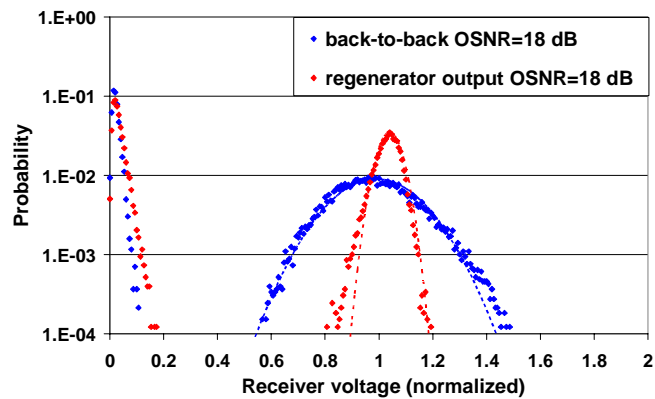 1.E+00
1.E-01
1.E-02
1.E-03
1.E-04
Probability
back-to-back OSNR=18 dB
regenerator output OSNR=18 dB
0 0.2 0.4 0.6 0.8 1 1.2 1.4 1.6 1.8 2
Receiver voltage (normalized)